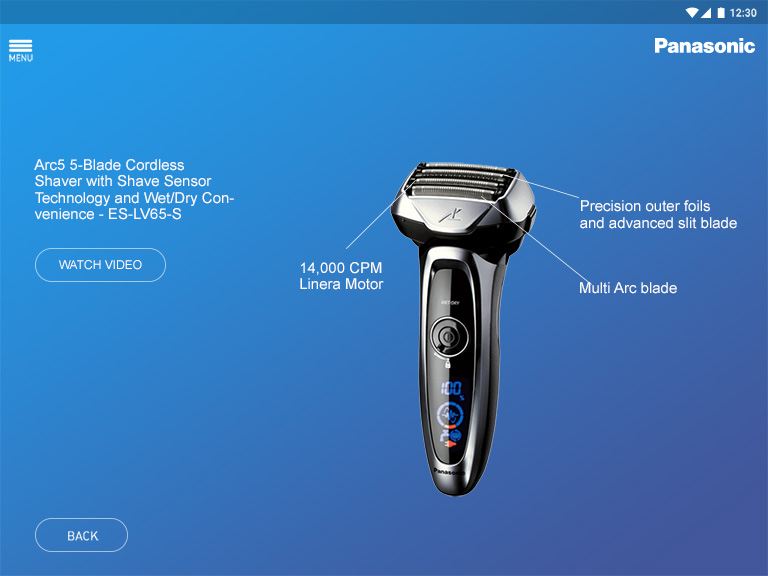 12:30
MENU
Panasonic
Arc5 5-Blade Cordless
Shaver with Shave Sensor
Technology and Wet/Dry Con-
venience - ES-LV65-S
WATCH VIDEO
Precision outer foils
and advanced slit blade
14,000 CPM
Linera Motor
Multi Arc blade
100
%
Panasonic
BACK